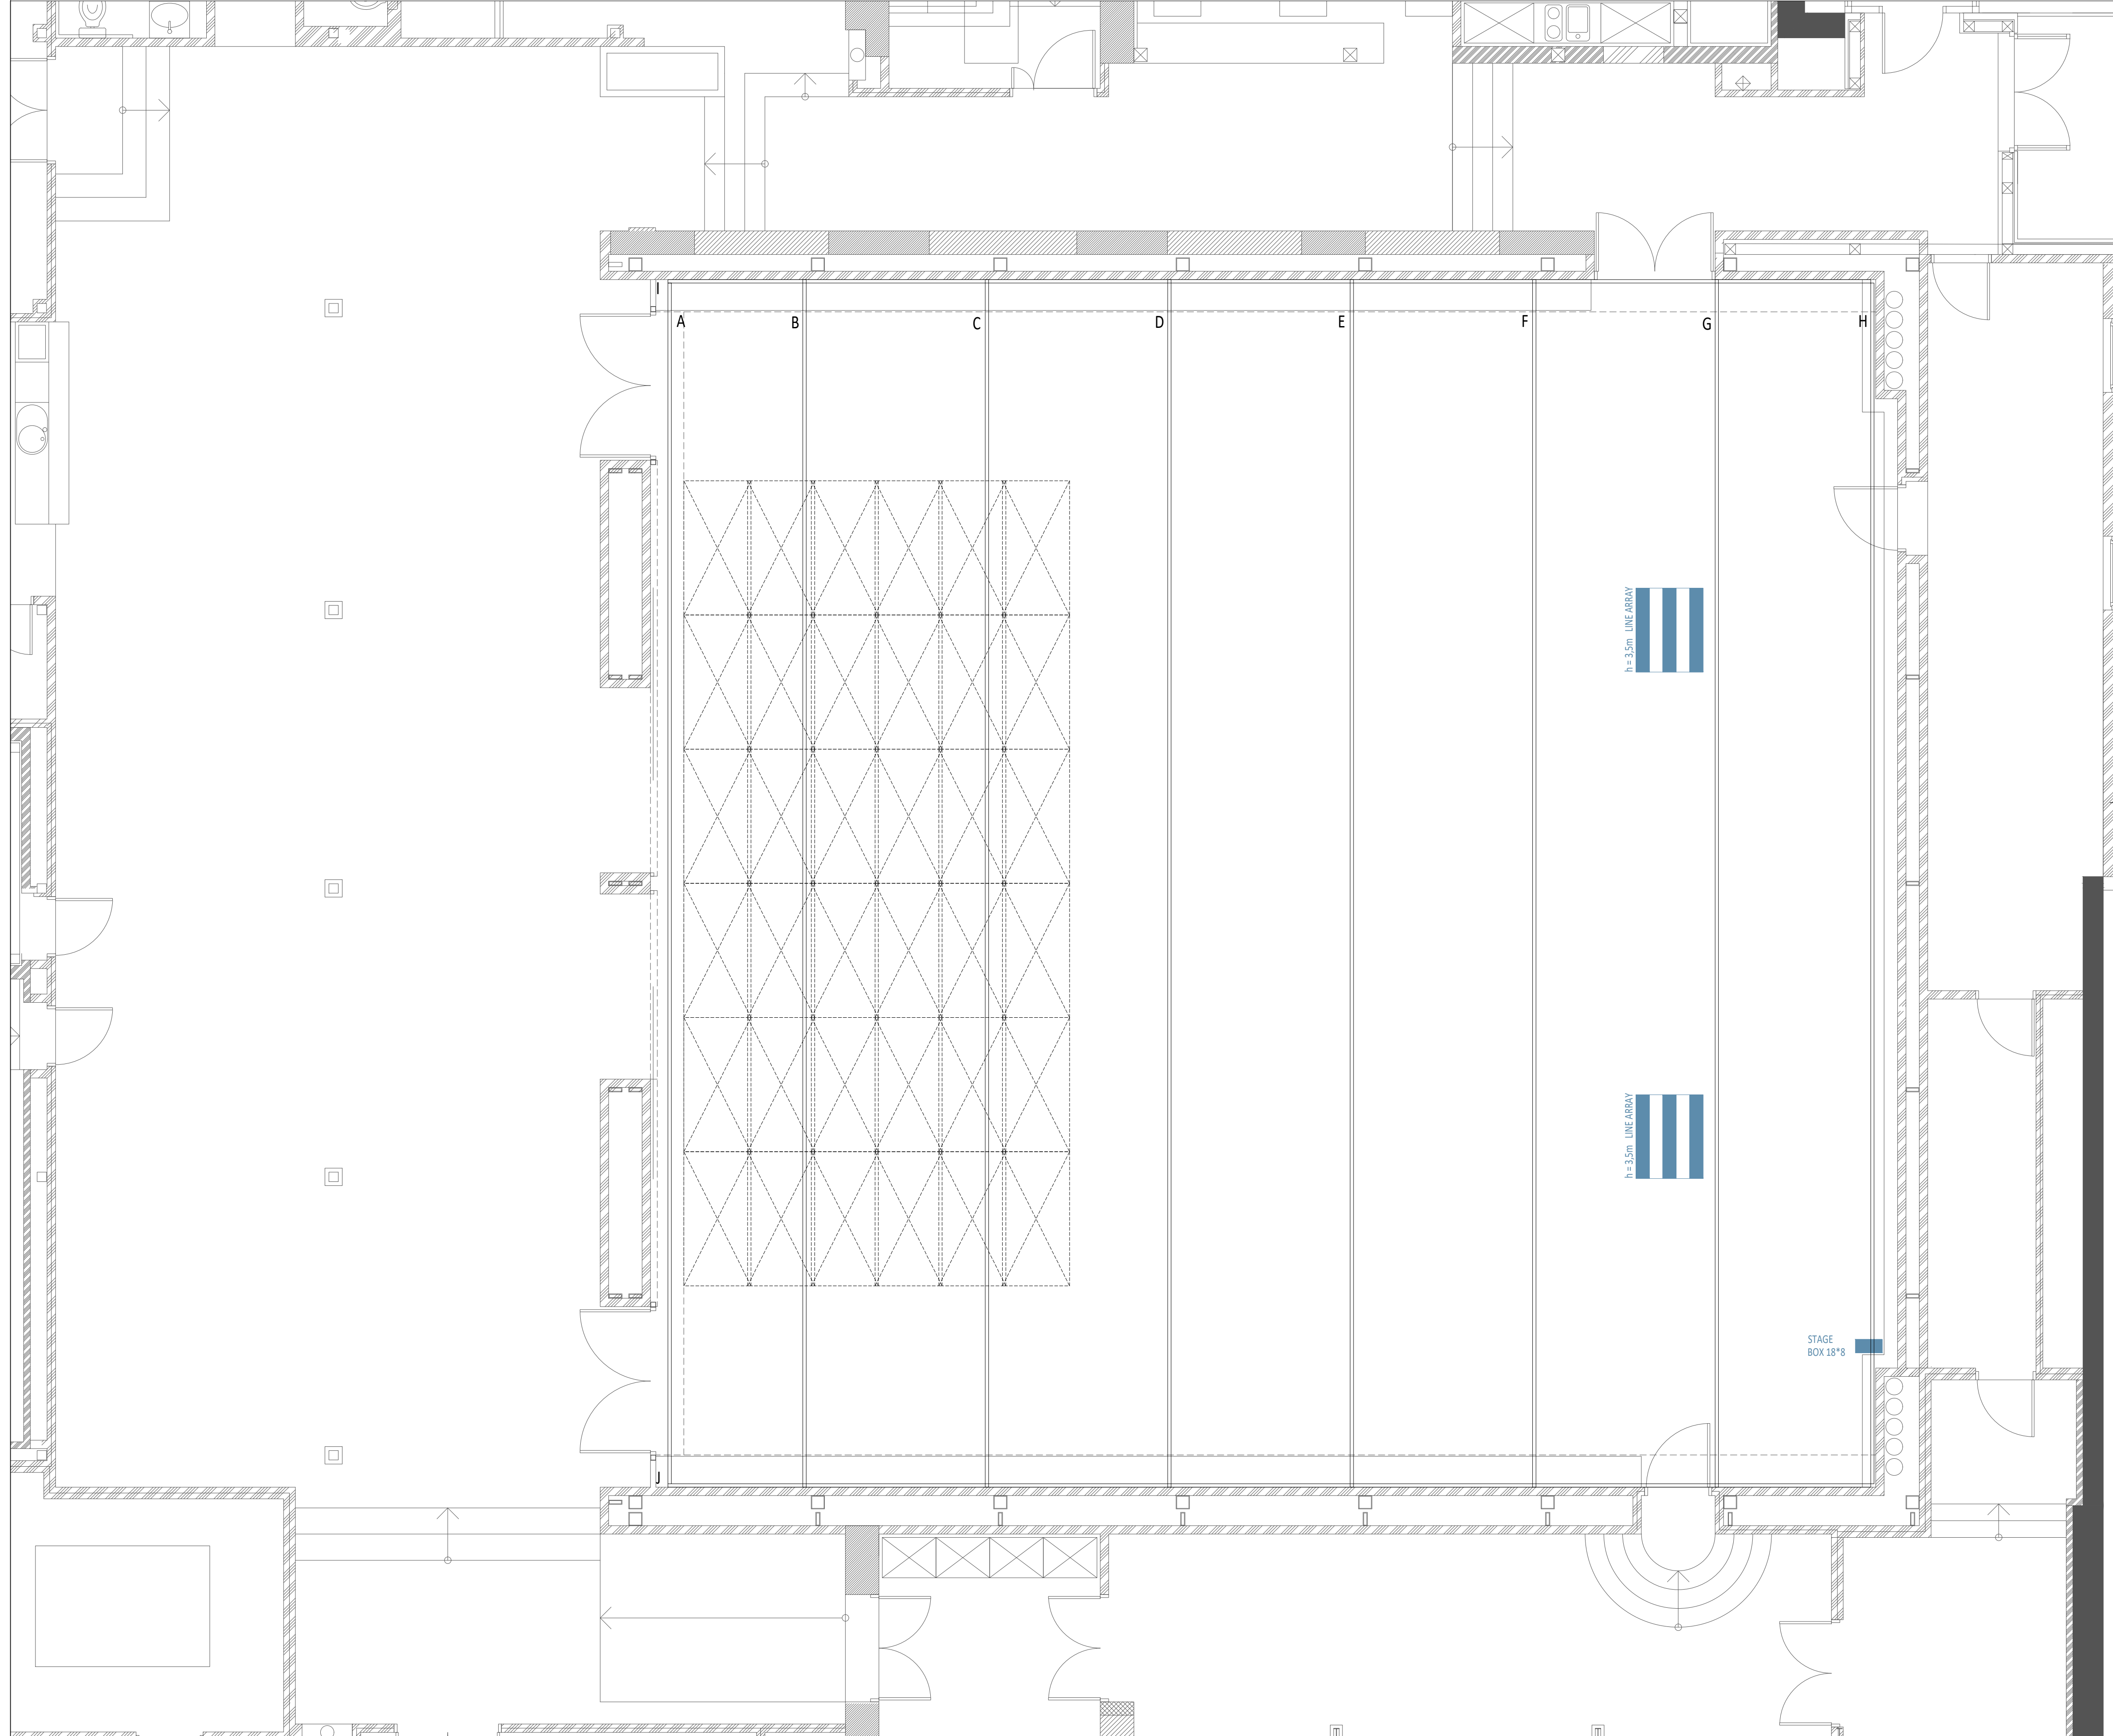 I
A
B
C
D
E
F
G
H
h = 3,5m LINE ARRAY
h = 3,5m LINE ARRAY
STAGE
BOX 18*8
J